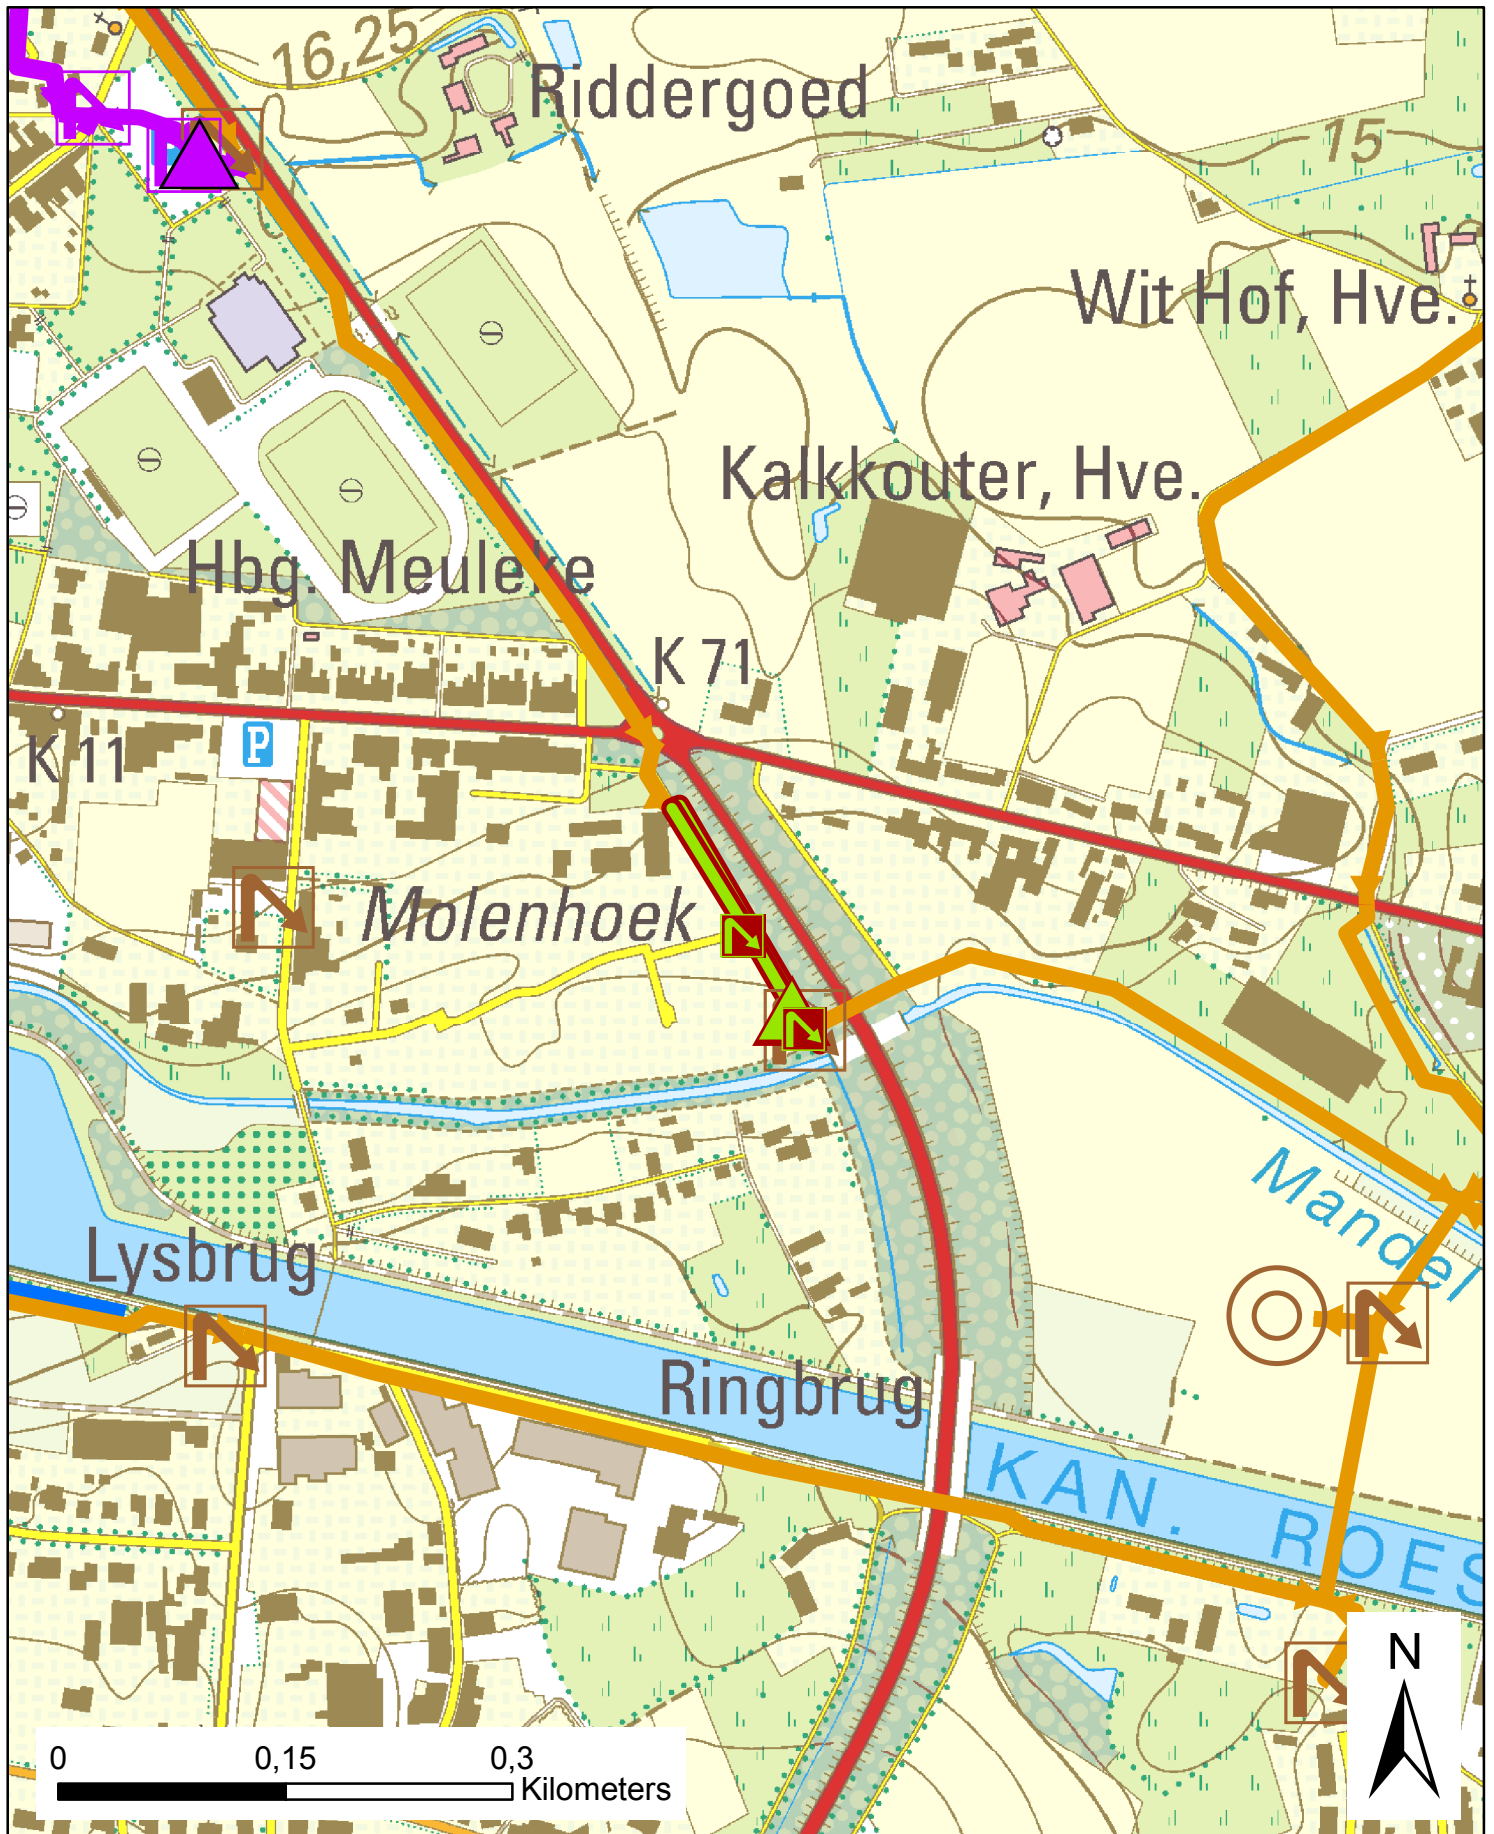 16,25
Riddergoed
15
Wit Hof, Hve.
Kalkkouter, Hve.
Hbg. Meuleke
K 71
K 11
P
Molenhoek
Mandel
Lysbrug
Ringbrug
KAN. ROES
N
0 0,15 0,3
Kilometers